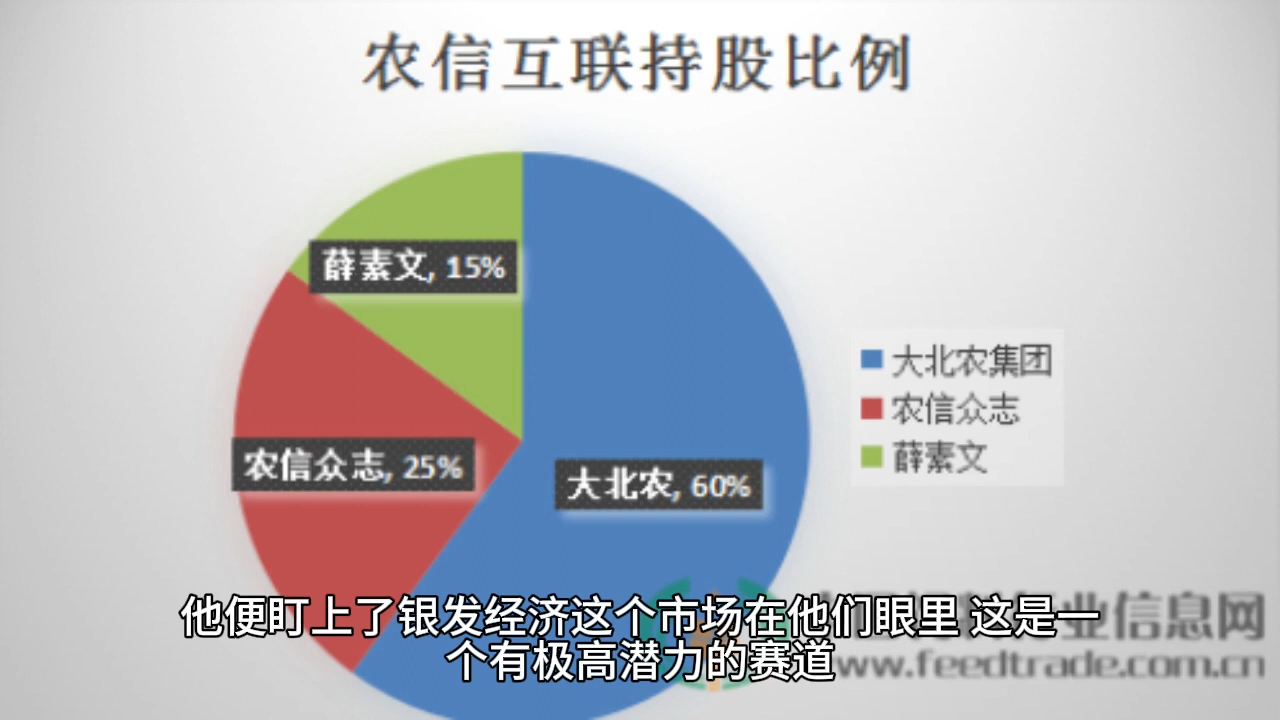 农信互联持股比例
薛素文, 15%
农信众志, 25%
大北农, 60%
大北农集团
农信众志
薛素文
他便盯上了银发经济这个市场在他们眼里 这是一
个有极高潜力的赛道
业信息网
www.feedtrade.com.cn